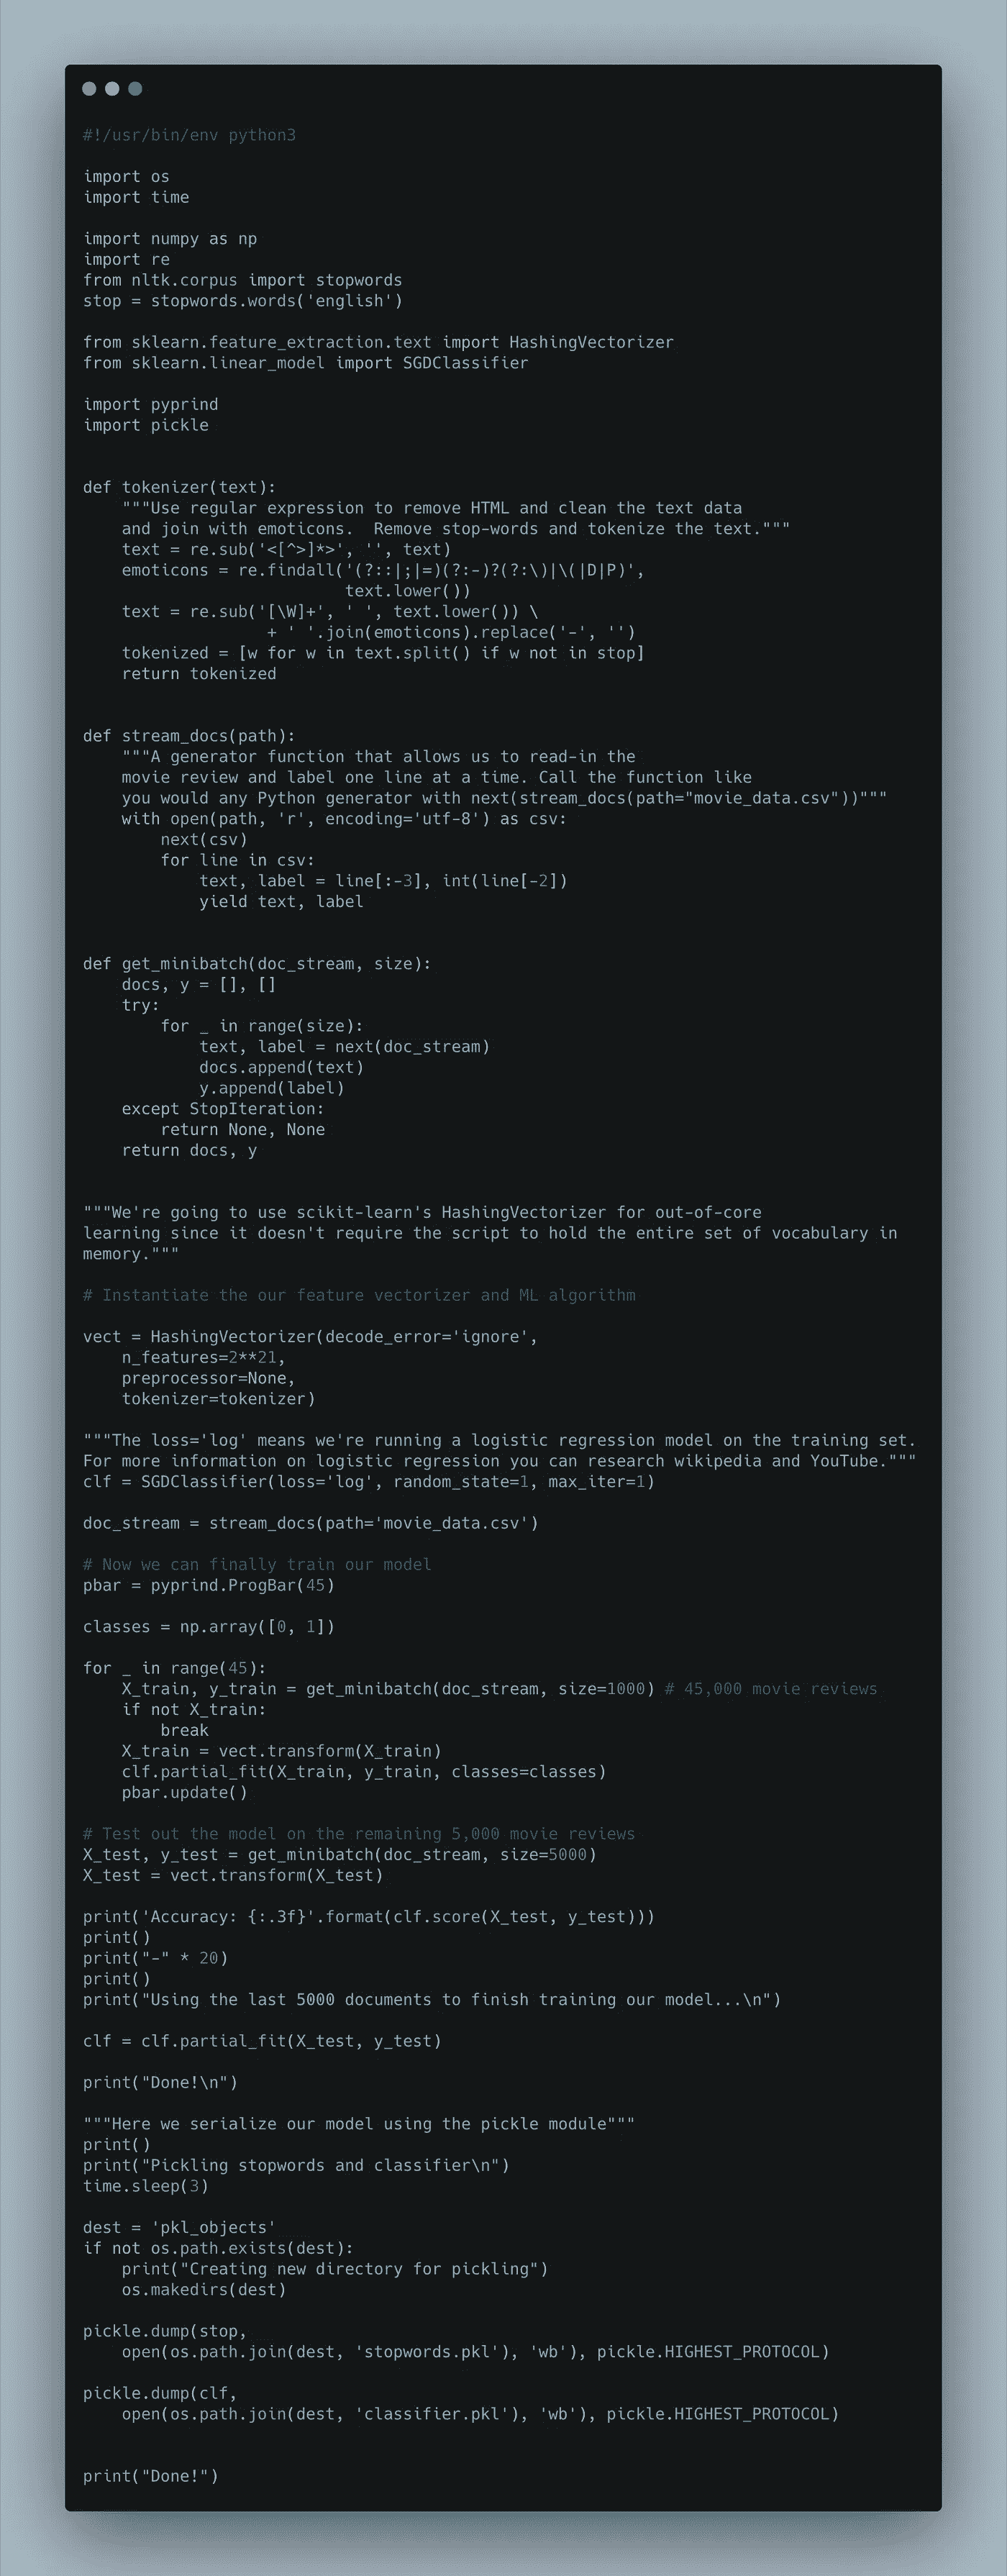 #!/usr/bin/env python3
import os
import time
import numpy as np
import re
from nltk.corpus import stopwords
stop = stopwords.words('english')
from sklearn.feature_extraction.text import HashingVectorizer
from sklearn.linear_model import SGDClassifier
import pyprind
import pickle
def tokenizer(text):
    """Use regular expression to remove HTML and clean the text data
    and join with emoticons.  Remove stop-words and tokenize the text."""
    text = re.sub('<[^>]*>', '', text)
    emoticons = re.findall('(?::|;|=)(?:-)?(?:\)|\(|D|P)',
                           text.lower())
    text = re.sub('[\W]+', ' ', text.lower()) \
                   + ' '.join(emoticons).replace('-', '')
    tokenized = [w for w in text.split() if w not in stop]
    return tokenized
def stream_docs(path):
    """A generator function that allows us to read-in the
    movie review and label one line at a time. Call the function like
    you would any Python generator with next(stream_docs(path="movie_data.csv"))"""
    with open(path, 'r', encoding='utf-8') as csv:
        next(csv)
        for line in csv:
            text, label = line[:-3], int(line[-2])
            yield text, label
def get_minibatch(doc_stream, size):
    docs, y = [], []
    try:
        for _ in range(size):
            text, label = next(doc_stream)
            docs.append(text)
            y.append(label)
    except StopIteration:
        return None, None
    return docs, y
"""We're going to use scikit-learn's HashingVectorizer for out-of-core
learning since it doesn't require the script to hold the entire set of vocabulary in
memory."""
# Instantiate the our feature vectorizer and ML algorithm
vect = HashingVectorizer(decode_error='ignore',
    n_features=2**21,
    preprocessor=None,
    tokenizer=tokenizer)
"""The loss='log' means we're running a logistic regression model on the training set.
For more information on logistic regression you can research wikipedia and YouTube."""
clf = SGDClassifier(loss='log', random_state=1, max_iter=1)
doc_stream = stream_docs(path='movie_data.csv')
# Now we can finally train our model
pbar = pyprind.ProgBar(45)
classes = np.array([0, 1])
for _ in range(45):
    X_train, y_train = get_minibatch(doc_stream, size=1000) # 45,000 movie reviews
    if not X_train:
        break
    X_train = vect.transform(X_train)
    clf.partial_fit(X_train, y_train, classes=classes)
    pbar.update()
# Test out the model on the remaining 5,000 movie reviews
X_test, y_test = get_minibatch(doc_stream, size=5000)
X_test = vect.transform(X_test)
print('Accuracy: {:.3f}'.format(clf.score(X_test, y_test)))
print()
print("-" * 20)
print()
print("Using the last 5000 documents to finish training our model...\n")
clf = clf.partial_fit(X_test, y_test)
print("Done!\n")
"""Here we serialize our model using the pickle module"""
print()
print("Pickling stopwords and classifier\n")
time.sleep(3)
dest = 'pkl_objects'
if not os.path.exists(dest):
    print("Creating new directory for pickling")
    os.makedirs(dest)
pickle.dump(stop,
    open(os.path.join(dest, 'stopwords.pkl'), 'wb'), pickle.HIGHEST_PROTOCOL)
pickle.dump(clf,
    open(os.path.join(dest, 'classifier.pkl'), 'wb'), pickle.HIGHEST_PROTOCOL)
print("Done!")